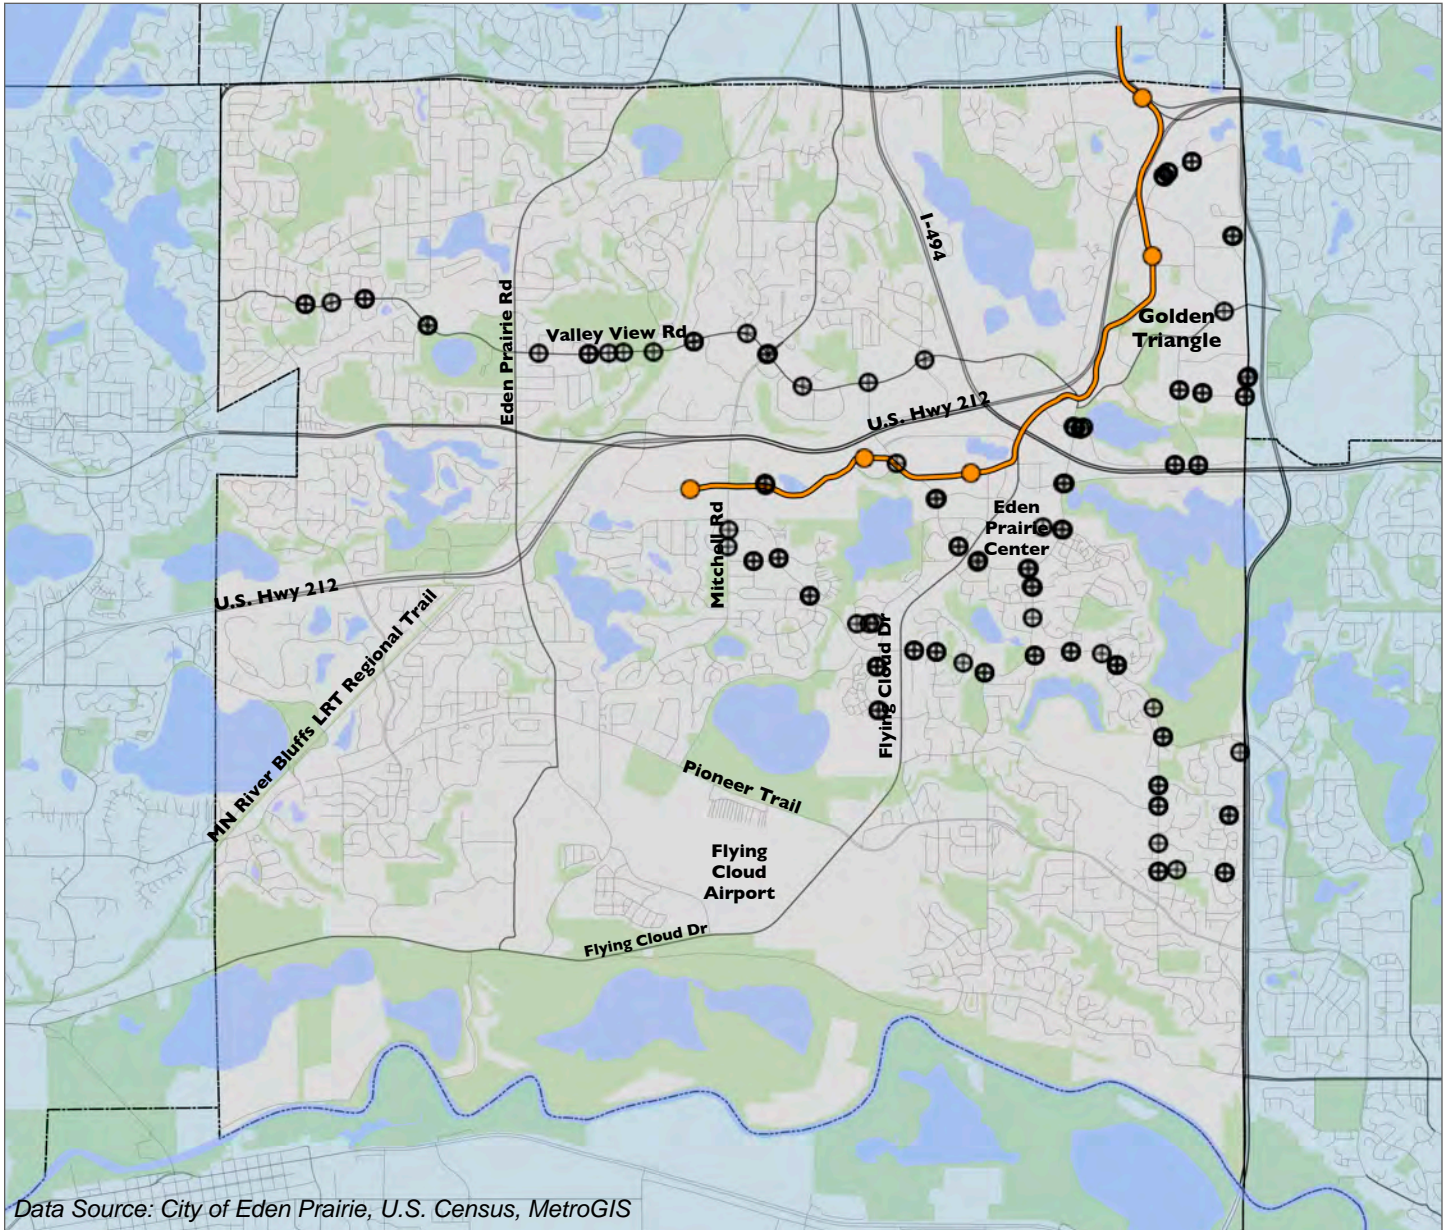 I-494
Golden
Triangle
Eden Prairie Rd
Valley View Rd
U.S. Hwy 212
Eden
Prairie
Center
Mitchell Rd
U.S. Hwy 212
MN River Bluffs LRT Regional Trail
Flying Cloud Dr
Pioneer Trail
Flying
Cloud
Airport
Flying Cloud Dr
Data Source: City of Eden Prairie, U.S. Census, MetroGIS